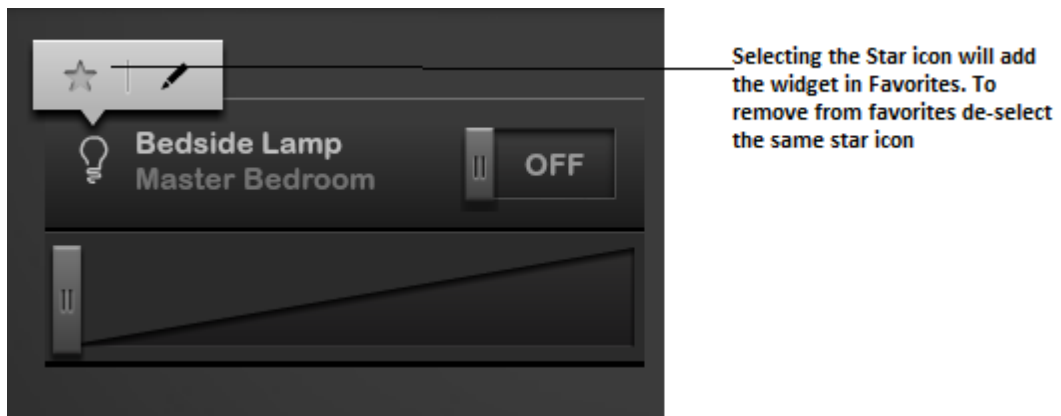 Selecting the Star icon will add
the widget in Favorites. To
remove from favorites de-select
the same star icon
Bedside Lamp
Master Bedroom
OFF